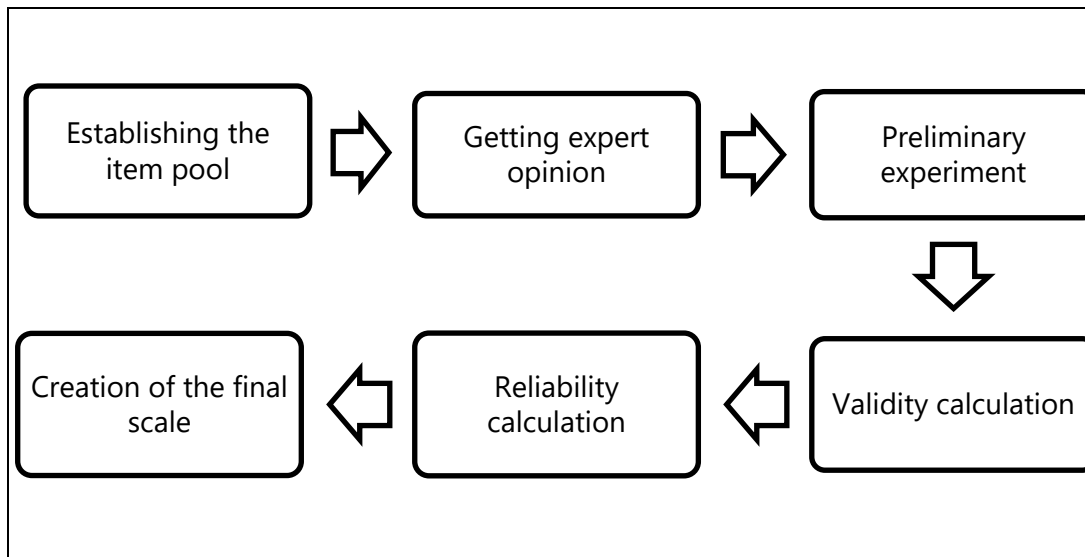 Establishing the
item pool
Getting expert
opinion
Preliminary
experiment
Validity calculation
Reliability
calculation
Creation of the final
scale